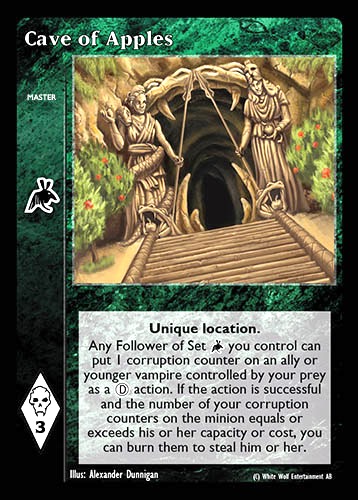 Cave of Apples
MASTER
Unique location.
Any Follower of Set you control can
put 1 corruption counter on an ally or
younger vampire controlled by your prey
as a Ⓓ action. If the action is successful
and the number of your corruption
counters on the minion equals or
exceeds his or her capacity or cost, you
can burn them to steal him or her.
3
Illus: Alexander Dunnigan
(C) White Wolf Entertainment AB